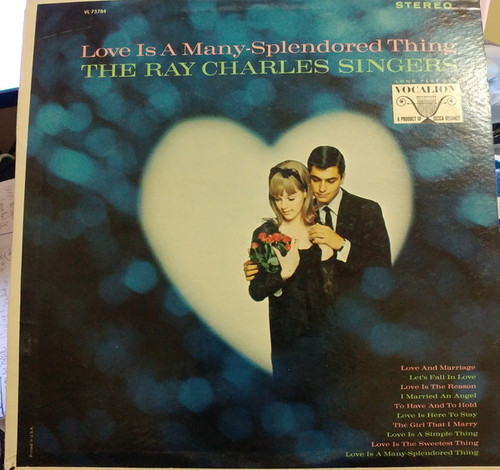 VL 73784
STEREO
Love Is A Many-Splendored Thing
THE RAY CHARLES SINGERS
VOCALION
A PRODUCT OF DECCA RECORDS
Love And Marriage
Let's Fall In Love
Love Is The Reason
I Married An Angel
To Have And To Hold
Love Is Here To Stay
The Girl That I Marry
Love Is A Simple Thing
Love Is The Sweetest Thing
Love Is A Many-Splendored Thing
Printed in U.S.A.